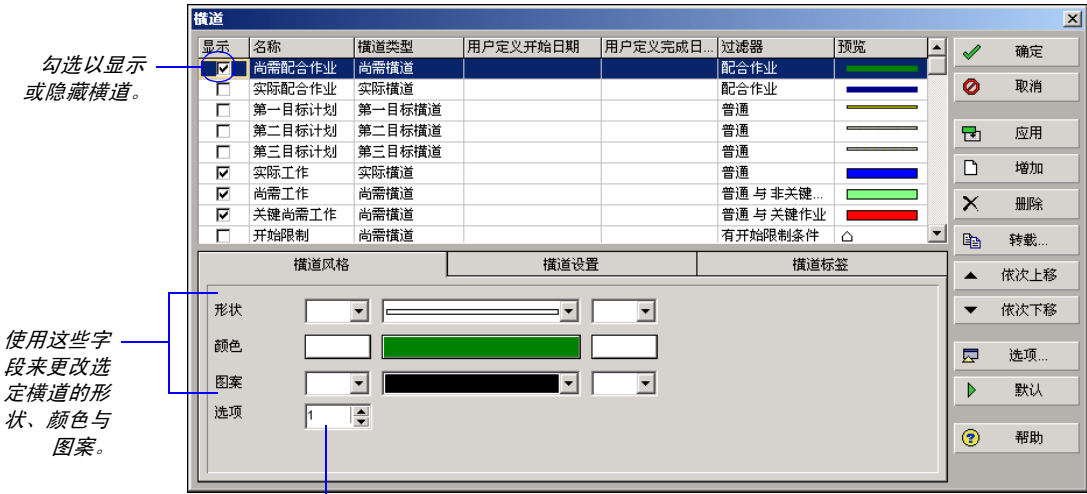 横道
勾选以显示
或隐藏横道。
显示 名称 横道类型 用户定义开始日期 用户定义完成日... 过滤器 预览
尚需配合作业 尚需横道 配合作业
实际配合作业 实际横道 配合作业
第一目标计划 第一目标横道 普通
第二目标计划 第二目标横道 普通
第三目标计划 第三目标横道 普通
实际工作 实际横道 普通
尚需工作 尚需横道 普通 与 非关键...
关键尚需工作 尚需横道 普通 与 关键作业
开始限制 尚需横道 有开始限制条件
确定
取消
应用
增加
删除
转载...
依次上移
依次下移
选项...
默认
帮助
横道风格 横道设置 横道标签
形状
颜色
图案
选项 1
使用这些字
段来更改选
定横道的形
状、颜色与
图案。